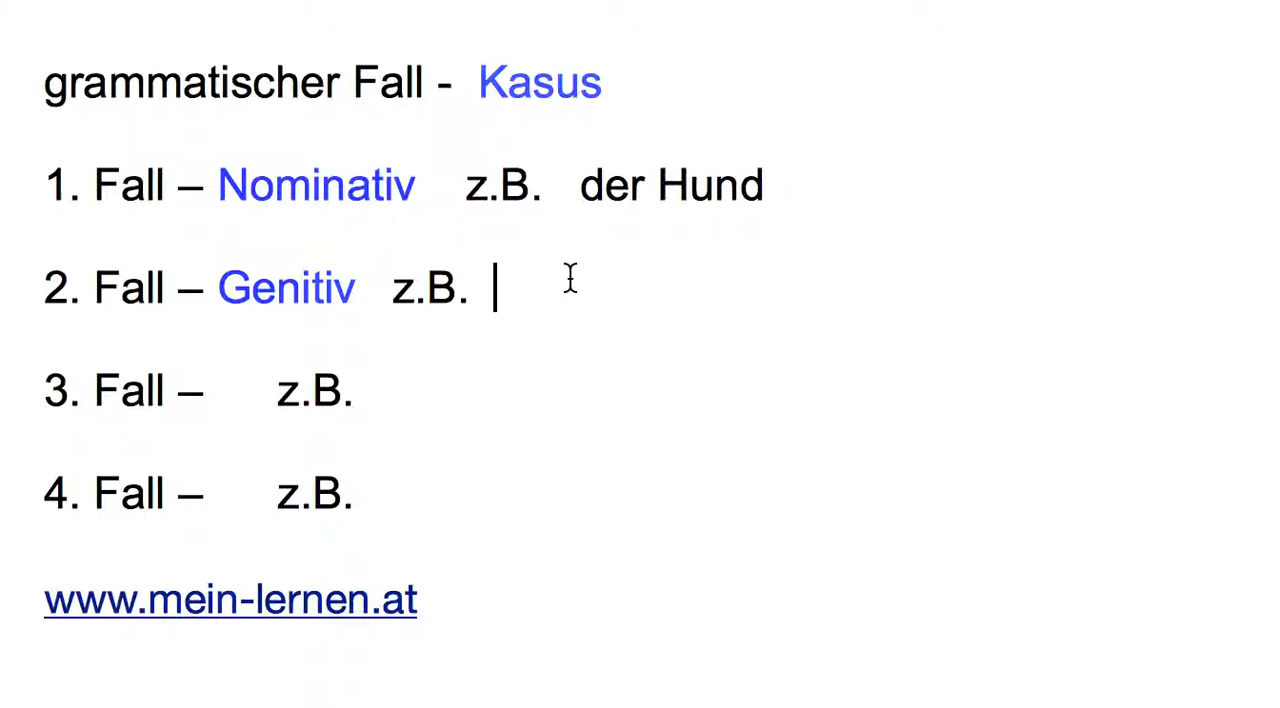 grammatischer Fall - Kasus
1. Fall – Nominativ z.B. der Hund
2. Fall – Genitiv z.B.
3. Fall – z.B.
4. Fall – z.B.
www.mein-lernen.at